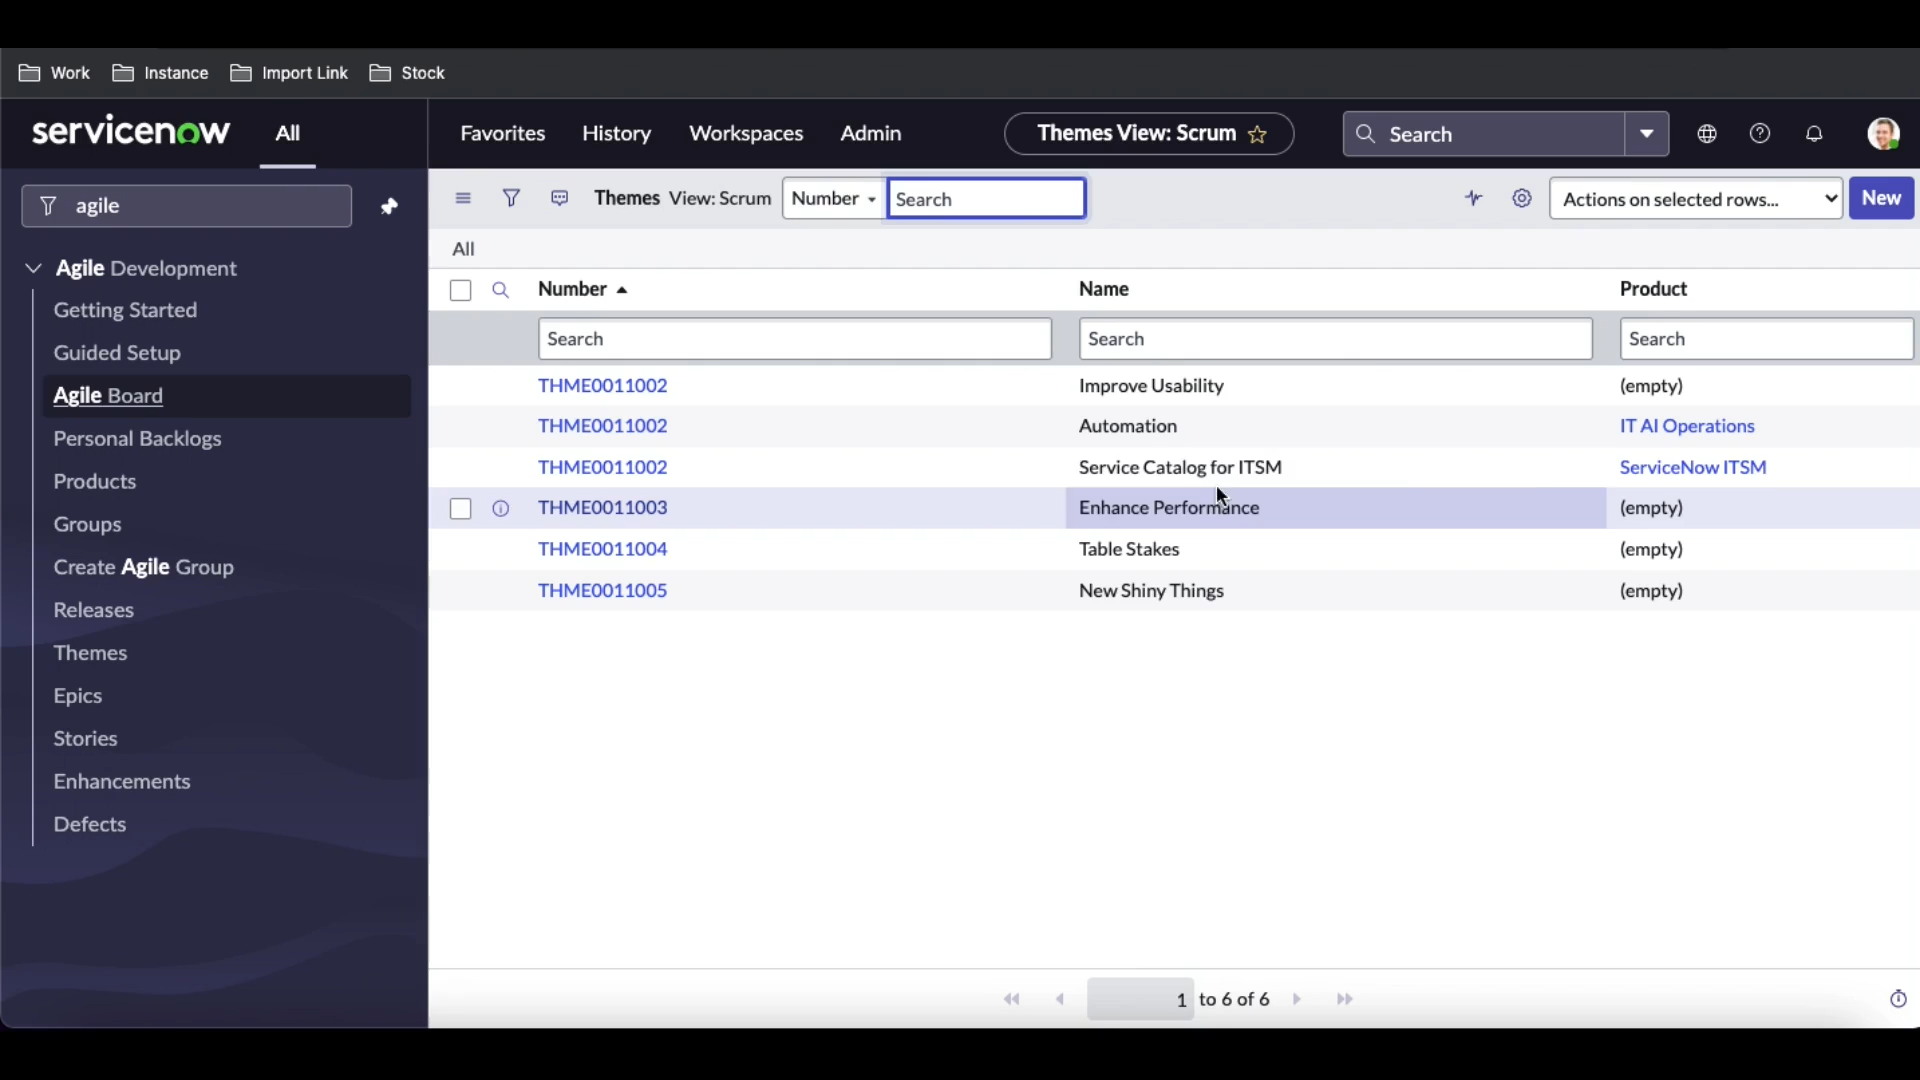 Work Instance Import Link Stock
servicenow All Favorites History Workspaces Admin Themes View: Scrum Search
agile
Themes View: Scrum Number Search Actions on selected rows... New
All
Agile Development
Getting Started
Guided Setup
Agile Board
Personal Backlogs
Products
Groups
Create Agile Group
Releases
Themes
Epics
Stories
Enhancements
Defects
Number Name Product
Search Search Search
THME0011002 Improve Usability (empty)
THME0011002 Automation IT AI Operations
THME0011002 Service Catalog for ITSM ServiceNow ITSM
THME0011003 Enhance Performance (empty)
THME0011004 Table Stakes (empty)
THME0011005 New Shiny Things (empty)
1 to 6 of 6